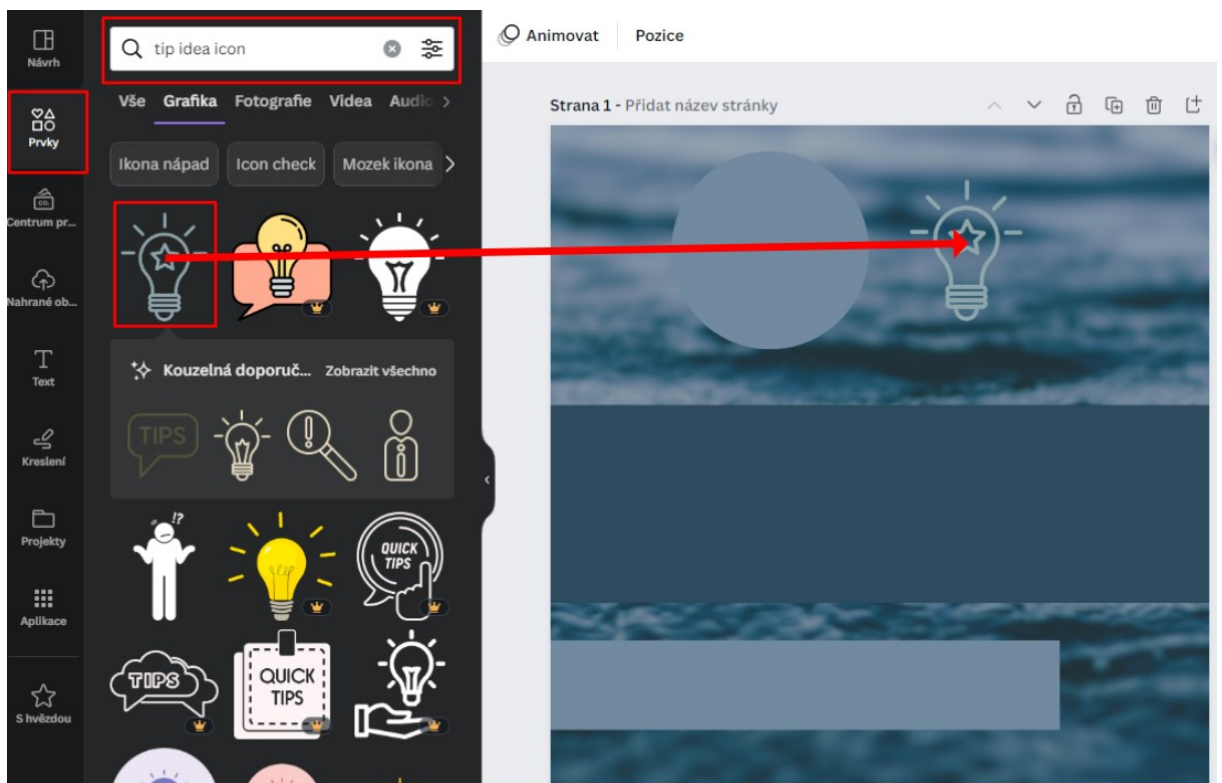 Návrh
Prvky
Centrum pr...
Nahrané ob...
Text
Kreslení
Projekty
Aplikace
S hvězdou
tip idea icon
Vše Grafika Fotografie Videa Audio
Ikona nápad Icon check Mozek ikona
Kouzelná doporuč... Zobrazit všechno
TIPS
!?
QUICK
TIPS
TIPS
QUICK
TIPS
Animovat Pozice
Strana 1 - Přidat název stránky